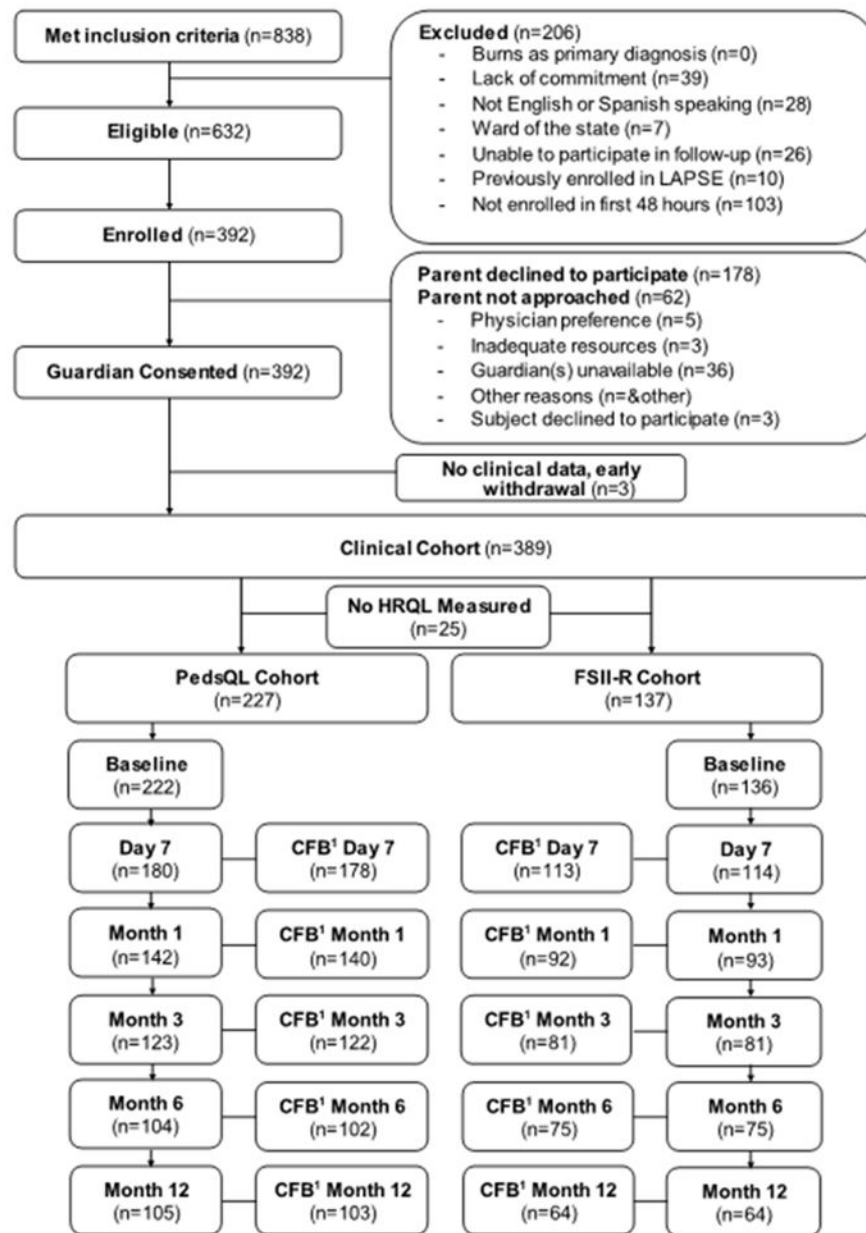 Met inclusion criteria (n=838)
Excluded (n=206)
- Burns as primary diagnosis (n=0)
- Lack of commitment (n=39)
- Not English or Spanish speaking (n=28)
- Ward of the state (n=7)
- Unable to participate in follow-up (n=26)
- Previously enrolled in LAPSE (n=10)
- Not enrolled in first 48 hours (n=103)
Eligible (n=632)
Enrolled (n=392)
Parent declined to participate (n=178)
Parent not approached (n=62)
- Physician preference (n=5)
- Inadequate resources (n=3)
- Guardian(s) unavailable (n=36)
- Other reasons (n=&other)
- Subject declined to participate (n=3)
Guardian Consented (n=392)
No clinical data, early
withdrawal (n=3)
Clinical Cohort (n=389)
No HRQL Measured
(n=25)
PedsQL Cohort
(n=227)
FSII-R Cohort
(n=137)
Baseline
(n=222)
Baseline
(n=136)
Day 7
(n=180)
CFB¹ Day 7
(n=178)
CFB¹ Day 7
(n=113)
Day 7
(n=114)
Month 1
(n=142)
CFB¹ Month 1
(n=140)
CFB¹ Month 1
(n=92)
Month 1
(n=93)
Month 3
(n=123)
CFB¹ Month 3
(n=122)
CFB¹ Month 3
(n=81)
Month 3
(n=81)
Month 6
(n=104)
CFB¹ Month 6
(n=102)
CFB¹ Month 6
(n=75)
Month 6
(n=75)
Month 12
(n=105)
CFB¹ Month 12
(n=103)
CFB¹ Month 12
(n=64)
Month 12
(n=64)